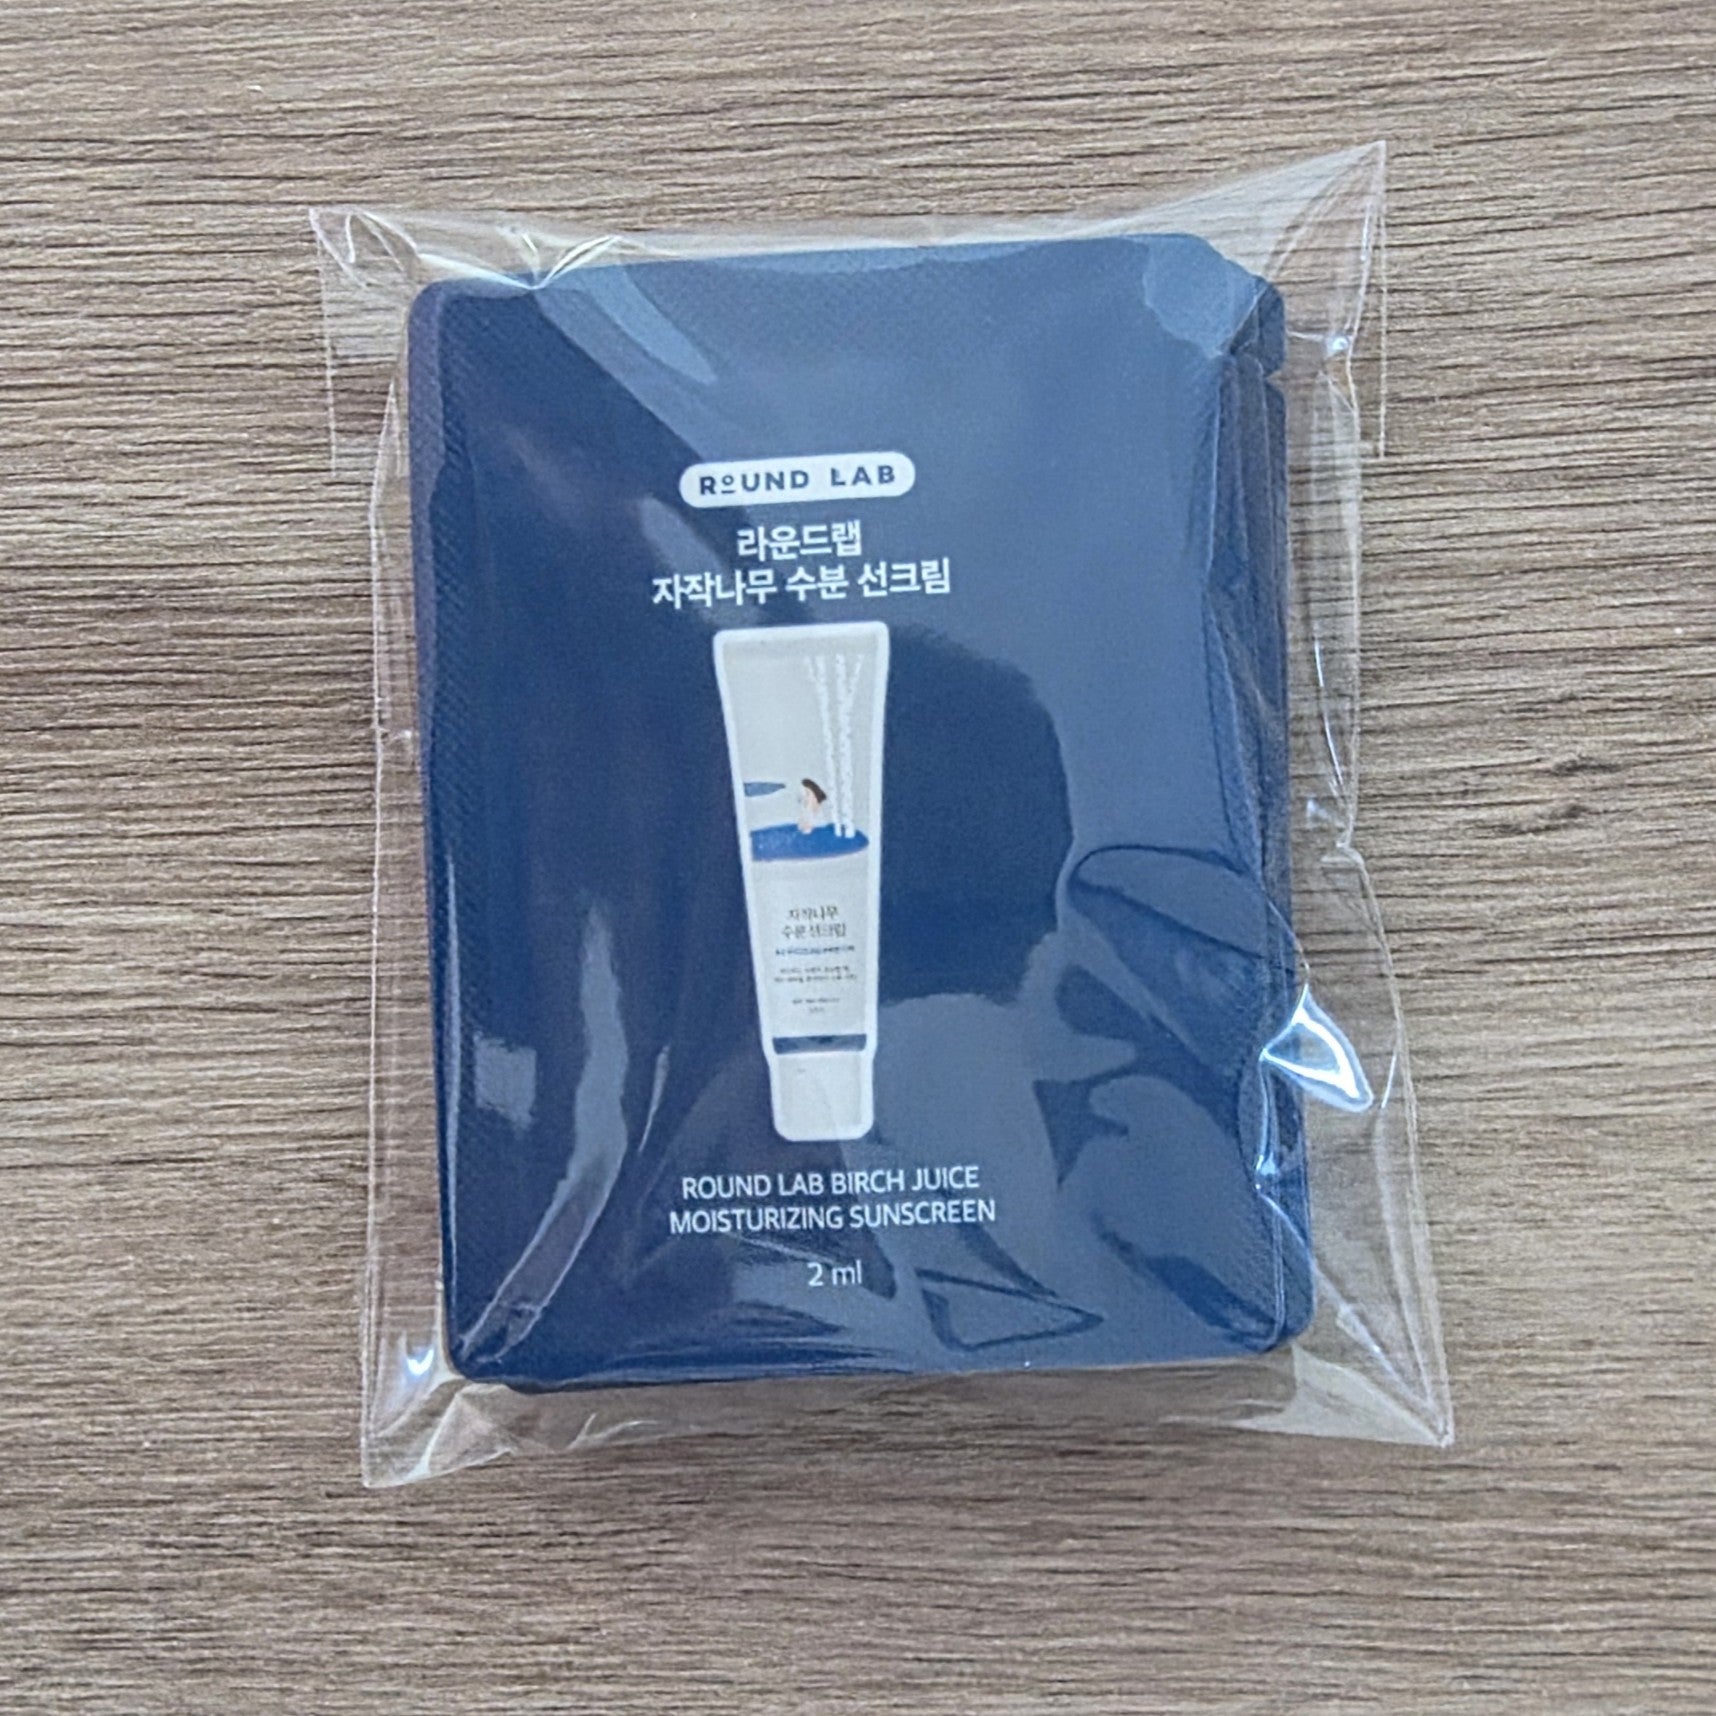 ROUND LAB
라운드랩
자작나무 수분 선크림
자작나무
수분선크림
ROUND LAB BIRCH JUICE
MOISTURIZING SUNSCREEN
2 ml